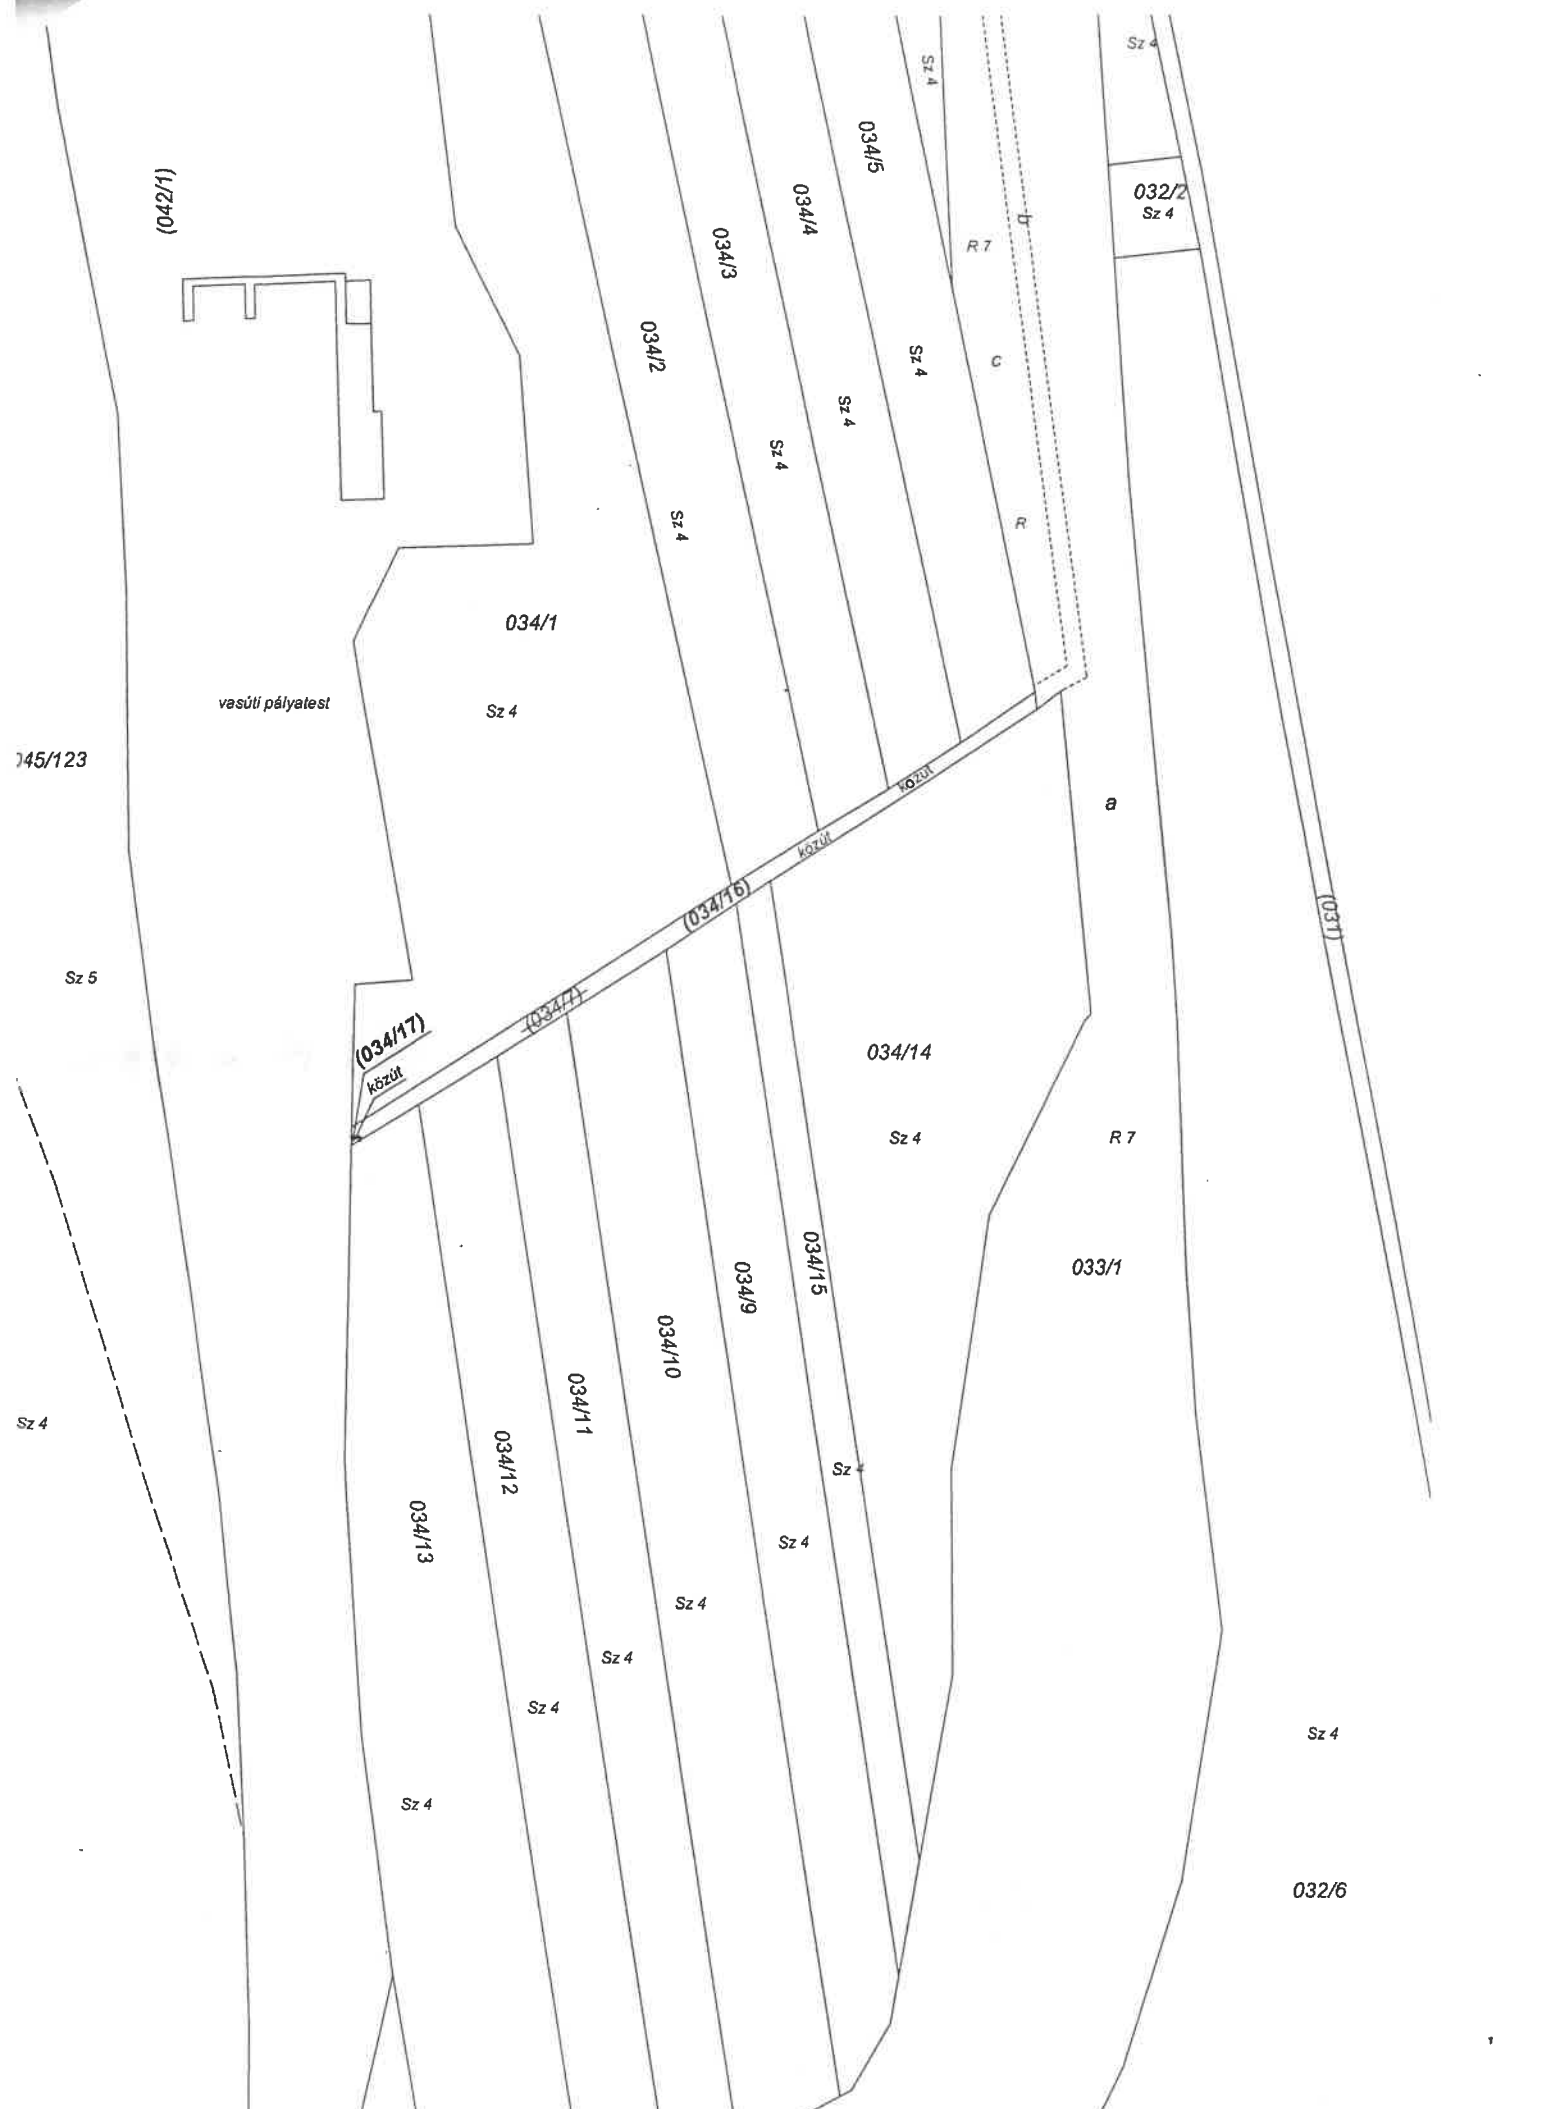 Sz 4
Sz 4
034/5
(042/1)
034/4
032/2
Sz 4
b
034/3
R 7
034/2
Sz 4
c
Sz 4
Sz 4
Sz 4
R
034/1
vasúti pályatest
Sz 4
045/123
közút
a
közút
(034/16)
(031)
Sz 5
(034/7)
(034/17)
közút
034/14
Sz 4
R 7
034/15
033/1
034/9
034/10
034/11
Sz 4
034/12
Sz 4
034/13
Sz 4
Sz 4
Sz 4
Sz 4
Sz 4
Sz 4
032/6